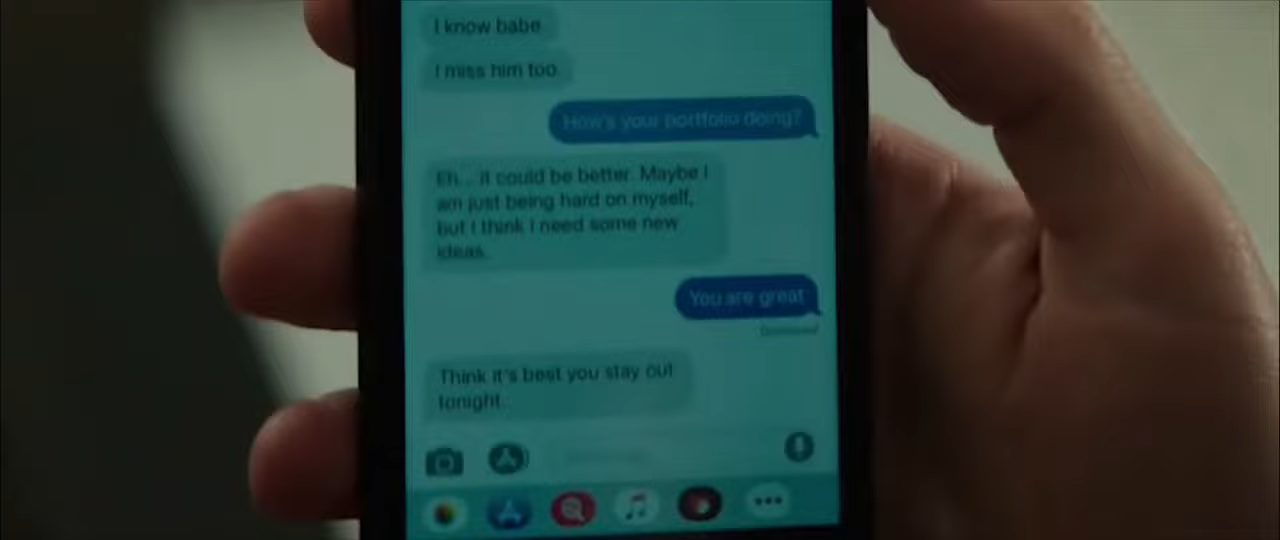 I know babe.
I miss him too.
How's your portfolio doing?
Eh... it could be better. Maybe I
am just being hard on myself,
but I think I need some new
ideas.
You are great
Delivered
Think it's best you stay out
tonight.